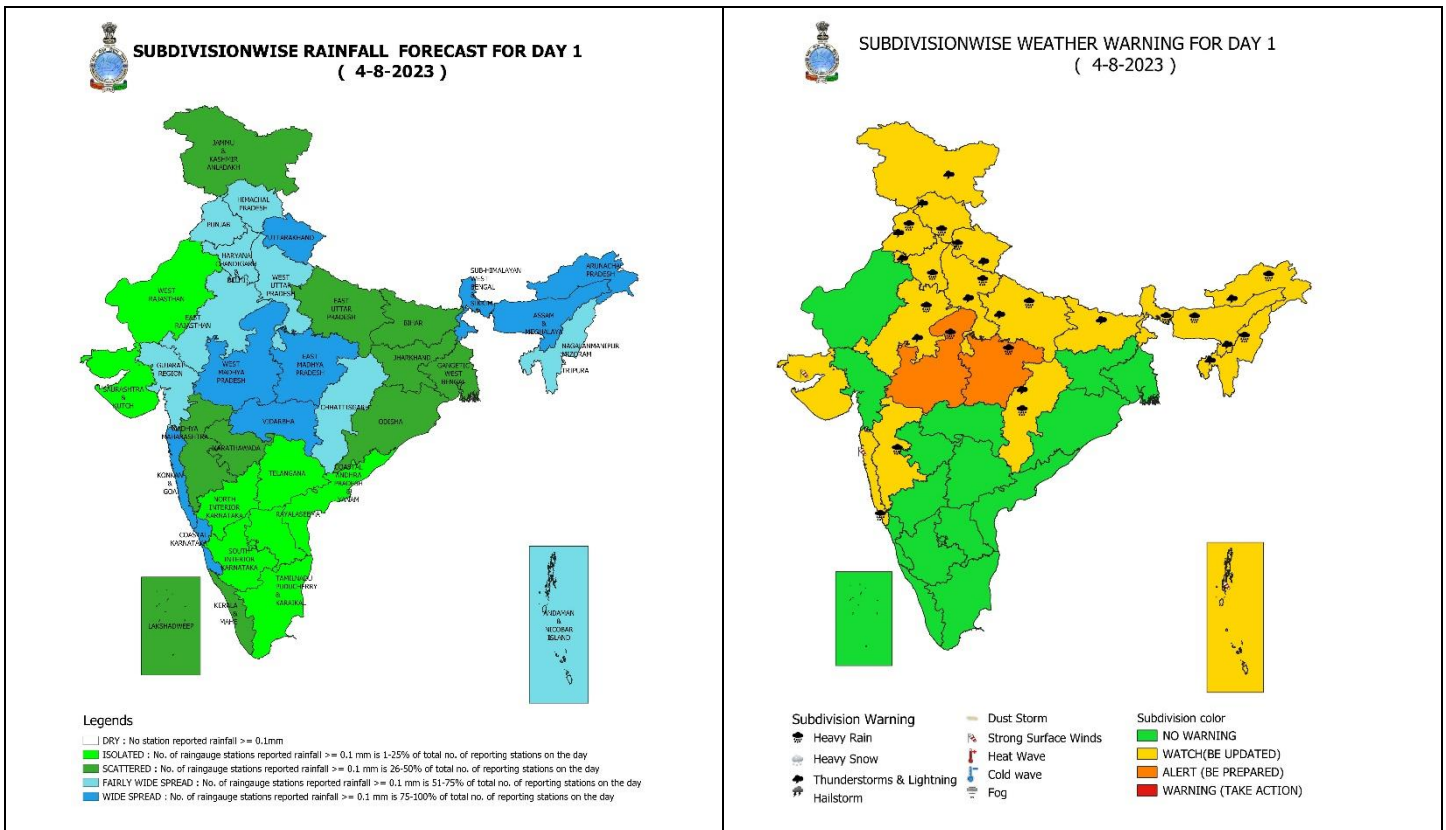 SUBDIVISIONWISE RAINFALL FORECAST FOR DAY 1
( 4-8-2023 )
JAMMU
&
KASHMIR
ANLADAKH
HIMACHAL
PRADESH
PUNJAB
UTTARAKHAND
HARYANA
CHANDIGARH
&
DELHI
WEST
UTTAR
PRADESH
SUB-HIMALAYAN
WEST
BENGAL
&
SIKKIM
ARUNACHAL
PRADESH
WEST
RAJASTHAN
EAST
RAJASTHAN
EAST
UTTAR
PRADESH
BIHAR
ASSAM
&
MEGHALAYA
NAGALANMANIPUR
MIZORAM
&
TRIPURA
GUJARAT
REGION
WEST
MADHYA
PRADESH
EAST
MADHYA
PRADESH
JHARKHAND
GANGETIC
WEST
BENGAL
SAURASHTRA
&
KUTCH
CHHATTISGARH
VIDARBHA
ODISHA
MADHYA
MAHARASHTRA
MARATHAWADA
KONKAN
&
GOA
TELANGANA
COASTAL
ANDHRA
PRADESH
&
YANAM
NORTH
INTERIOR
KARNATAKA
RAYALASEEMA
COASTAL
KARNATAKA
SOUTH
INTERIOR
KARNATAKA
TAMILNADU
PUDUCHERRY
&
KARAIKAL
KERALA
&
MAHE
LAKSHADWEEP
ANDAMAN
&
NICOBAR
ISLAND
Legends
DRY : No station reported rainfall >= 0.1mm
ISOLATED : No. of raingauge stations reported rainfall >= 0.1 mm is 1-25% of total no. of reporting stations on the day
SCATTERED : No. of raingauge stations reported rainfall >= 0.1 mm is 26-50% of total no. of reporting stations on the day
FAIRLY WIDE SPREAD : No. of raingauge stations reported rainfall >= 0.1 mm is 51-75% of total no. of reporting stations on the day
WIDE SPREAD : No. of raingauge stations reported rainfall >= 0.1 mm is 75-100% of total no. of reporting stations on the day
SUBDIVISIONWISE WEATHER WARNING FOR DAY 1
( 4-8-2023 )
Subdivision Warning
Heavy Rain
Heavy Snow
Thunderstorms & Lightning
Hailstorm
Dust Storm
Strong Surface Winds
Heat Wave
Cold wave
Fog
Subdivision color
NO WARNING
WATCH(BE UPDATED)
ALERT (BE PREPARED)
WARNING (TAKE ACTION)